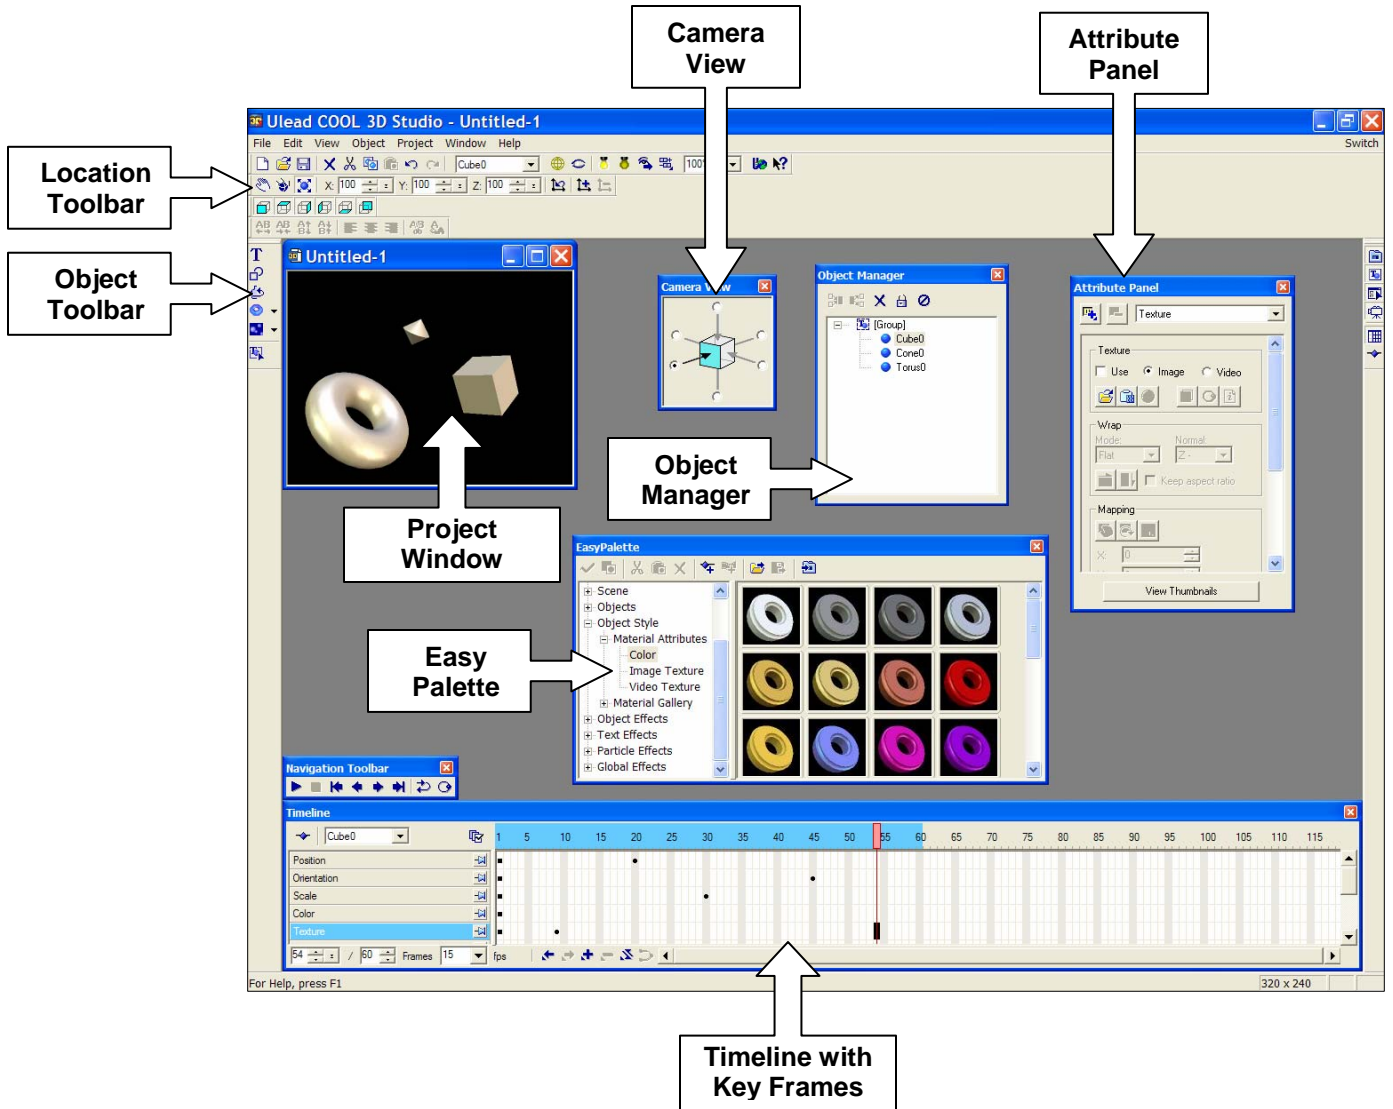 Camera
View
Attribute
Panel
Ulead COOL 3D Studio - Untitled-1
File Edit View Object Project Window Help
Switch
Location
Toolbar
Cube0
100%
X: 100 Y: 100 Z: 100
Object
Toolbar
Untitled-1
Camera View
Object Manager
[Group]
Cube0
Cone0
Torus0
Attribute Panel
Texture
Texture
Use Image Video
Wrap
Mode: Normal:
Flat Z -
Keep aspect ratio
Mapping
X: 0
View Thumbnails
Object
Manager
Project
Window
EasyPalette
Scene
Objects
Object Style
Material Attributes
Color
Image Texture
Video Texture
Material Gallery
Object Effects
Text Effects
Particle Effects
Global Effects
Easy
Palette
Navigation Toolbar
Timeline
Cube0
1 5 10 15 20 25 30 35 40 45 50 55 60 65 70 75 80 85 90 95 100 105 110 115
Position
Orientation
Scale
Color
Texture
54 / 60 Frames 15 fps
For Help, press F1
320 x 240
Timeline with
Key Frames